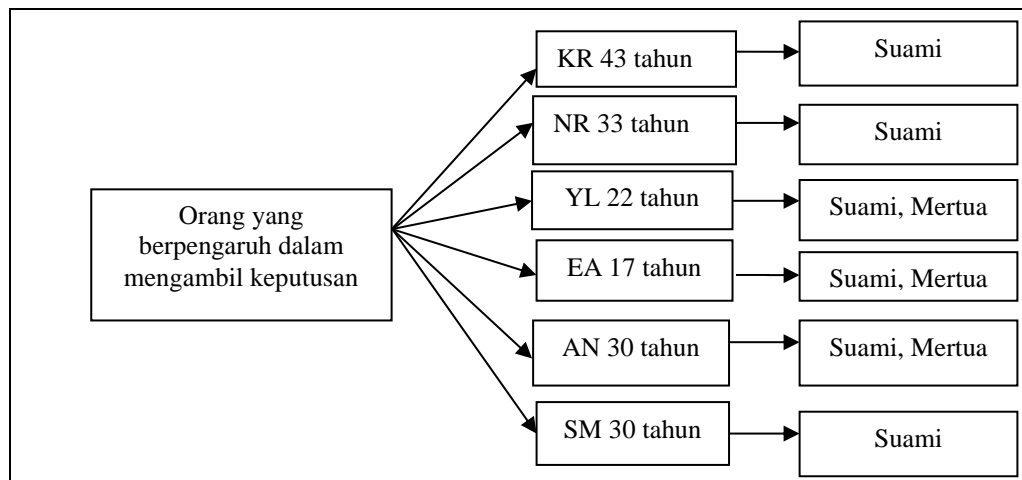 Orang yang
berpengaruh dalam
mengambil keputusan
KR 43 tahun
Suami
NR 33 tahun
Suami
YL 22 tahun
Suami, Mertua
EA 17 tahun
Suami, Mertua
AN 30 tahun
Suami, Mertua
SM 30 tahun
Suami